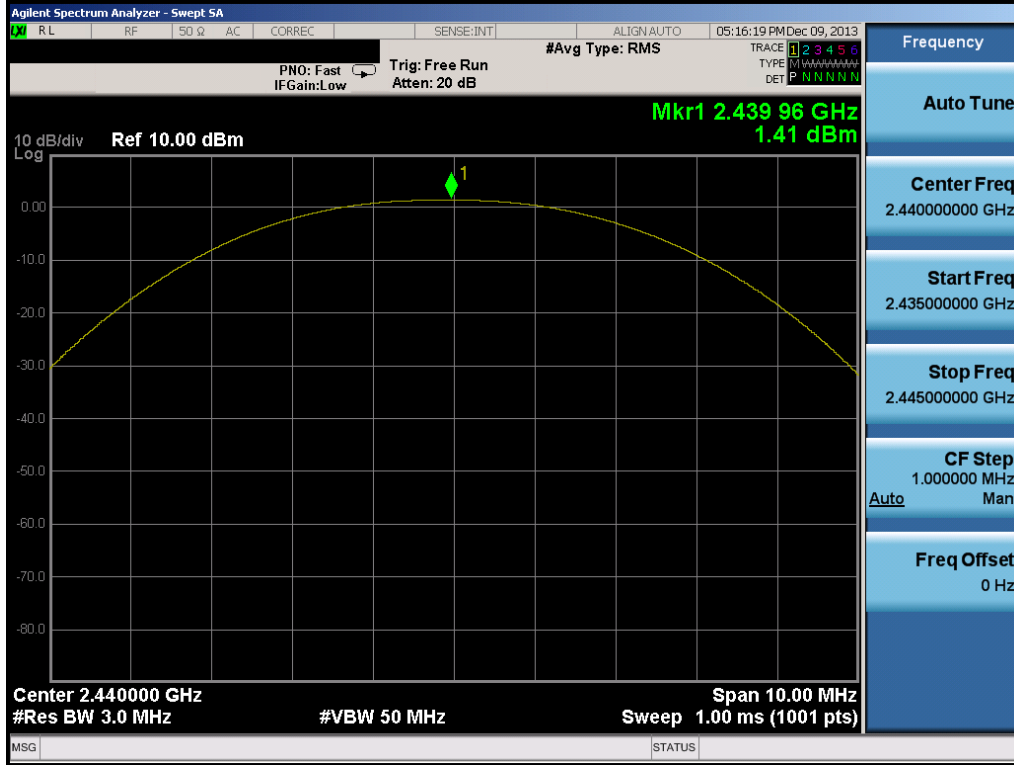 Agilent Spectrum Analyzer - Swept SA
LXI RL RF 50 Ω AC CORREC SENSE:INT ALIGNAUTO 05:16:19 PM Dec 09, 2013
#Avg Type: RMS TRACE 1 2 3 4 5 6
PNO: Fast Trig: Free Run TYPE M WWWWW
IFGain:Low Atten: 20 dB DET P N N N N N
Mkr1 2.439 96 GHz
1.41 dBm
10 dB/div Ref 10.00 dBm
Log
1
0.00
-10.0
-20.0
-30.0
-40.0
-50.0
-60.0
-70.0
-80.0
Center 2.440000 GHz Span 10.00 MHz
#Res BW 3.0 MHz #VBW 50 MHz Sweep 1.00 ms (1001 pts)
MSG STATUS
Frequency
Auto Tune
Center Freq
2.440000000 GHz
Start Freq
2.435000000 GHz
Stop Freq
2.445000000 GHz
CF Step
1.000000 MHz
Auto Man
Freq Offset
0 Hz